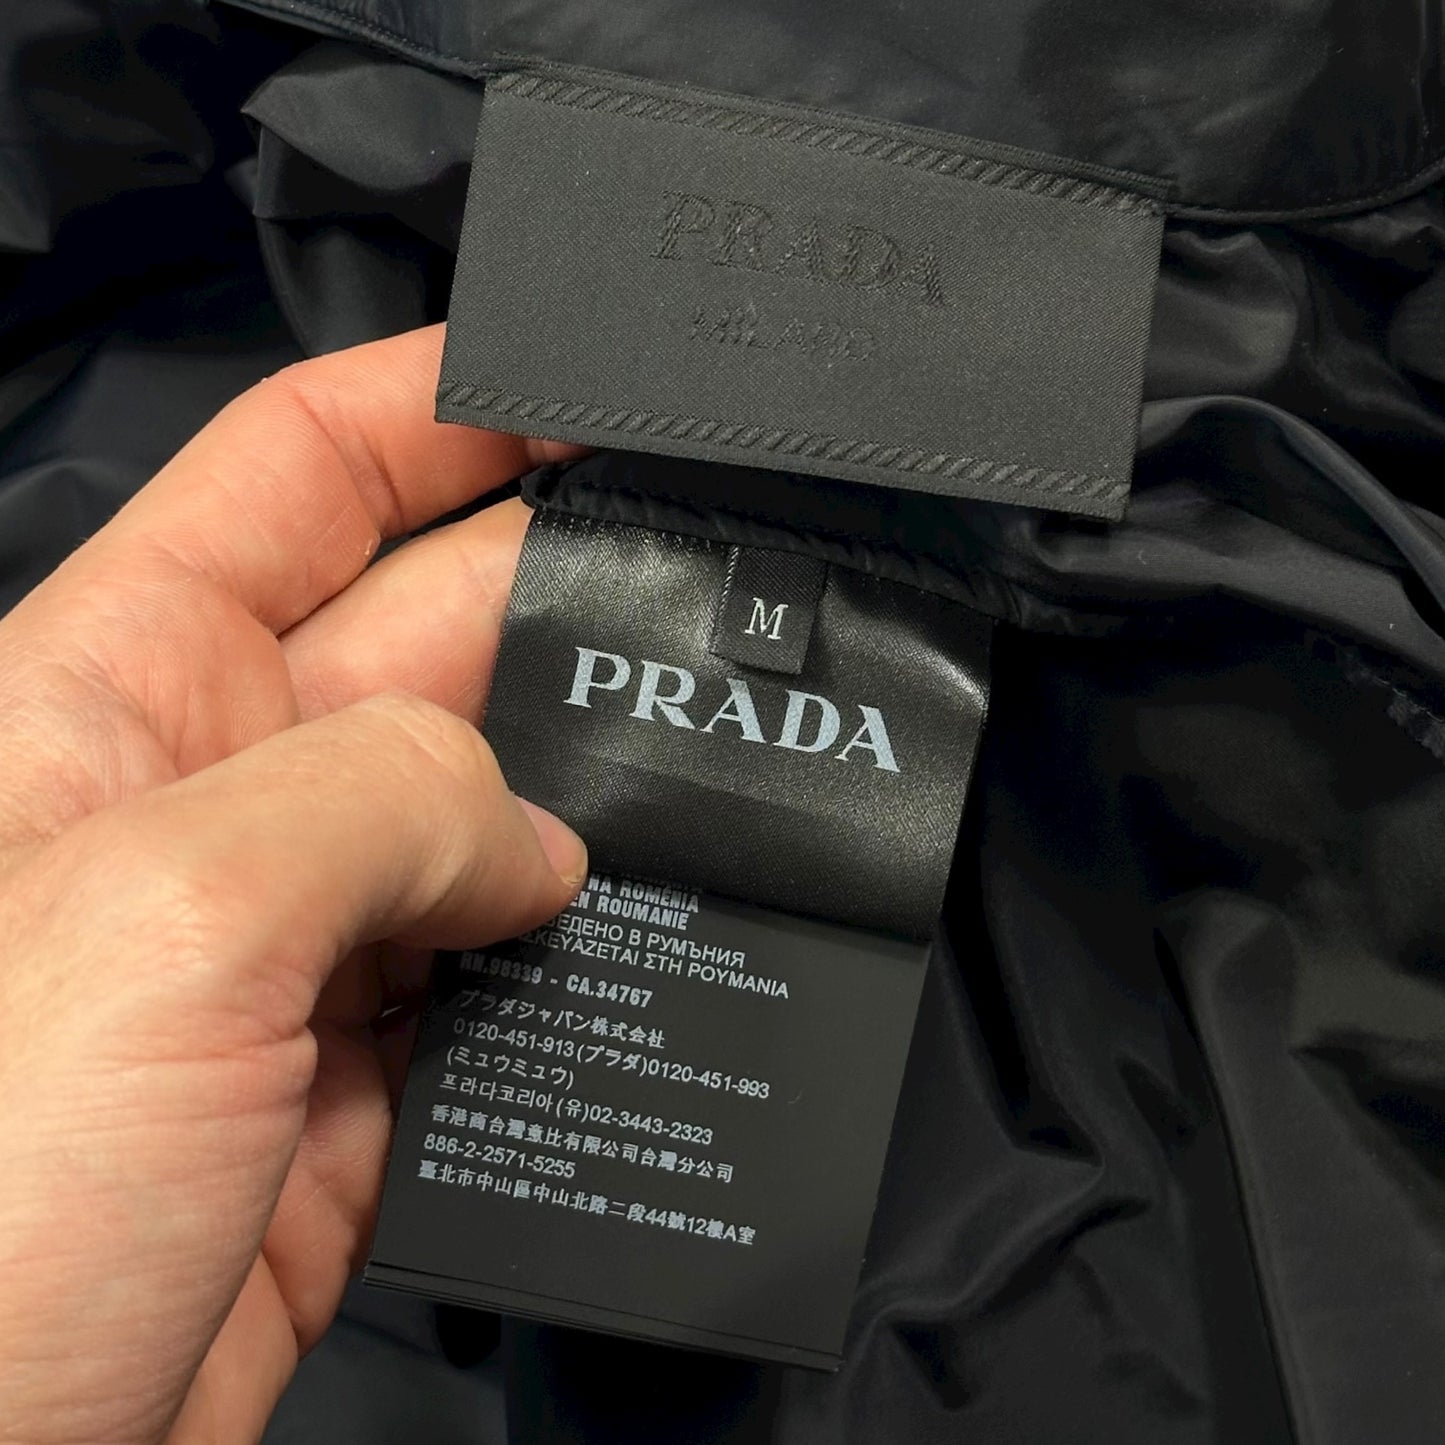 PRADA
MILANO
M
PRADA
NA ROMÉNIA
EN ROUMANIE
ВЕДЕНО В РУМЪНИЯ
ΣΚΕΥΑΖΕΤΑΙ ΣΤΗ ΡΟΥΜΑΝΙΑ
RN.98339 - CA.34767
プラダジャパン株式会社
0120-451-913(プラダ)0120-451-993
(ミュウミュウ)
프라다코리아(유)02-3443-2323
香港商台灣意比有限公司台灣分公司
886-2-2571-5255
臺北市中山區中山北路二段44號12樓A室